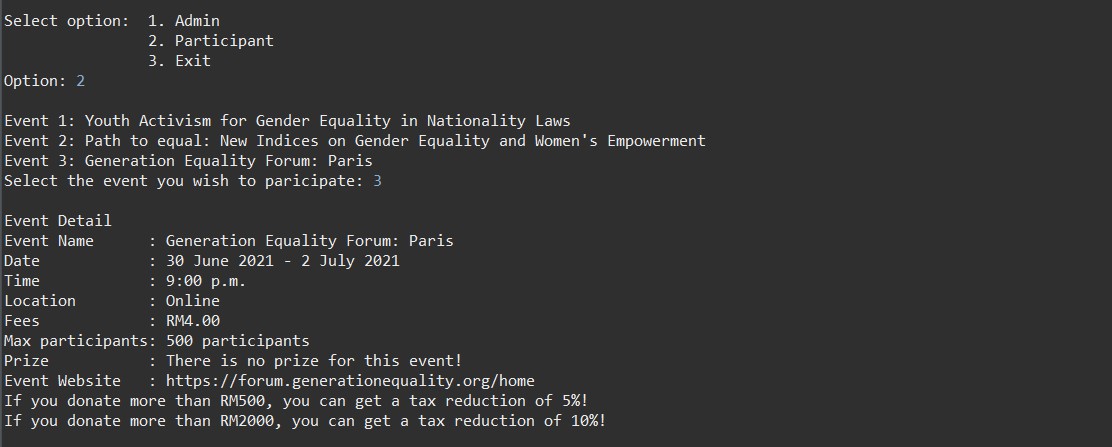 Select option:  1. Admin
                2. Participant
                3. Exit
Option: 2
Event 1: Youth Activism for Gender Equality in Nationality Laws
Event 2: Path to equal: New Indices on Gender Equality and Women's Empowerment
Event 3: Generation Equality Forum: Paris
Select the event you wish to paricipate: 3
Event Detail
Event Name      : Generation Equality Forum: Paris
Date            : 30 June 2021 - 2 July 2021
Time            : 9:00 p.m.
Location        : Online
Fees            : RM4.00
Max participants: 500 participants
Prize           : There is no prize for this event!
Event Website   : https://forum.generationequality.org/home
If you donate more than RM500, you can get a tax reduction of 5%!
If you donate more than RM2000, you can get a tax reduction of 10%!